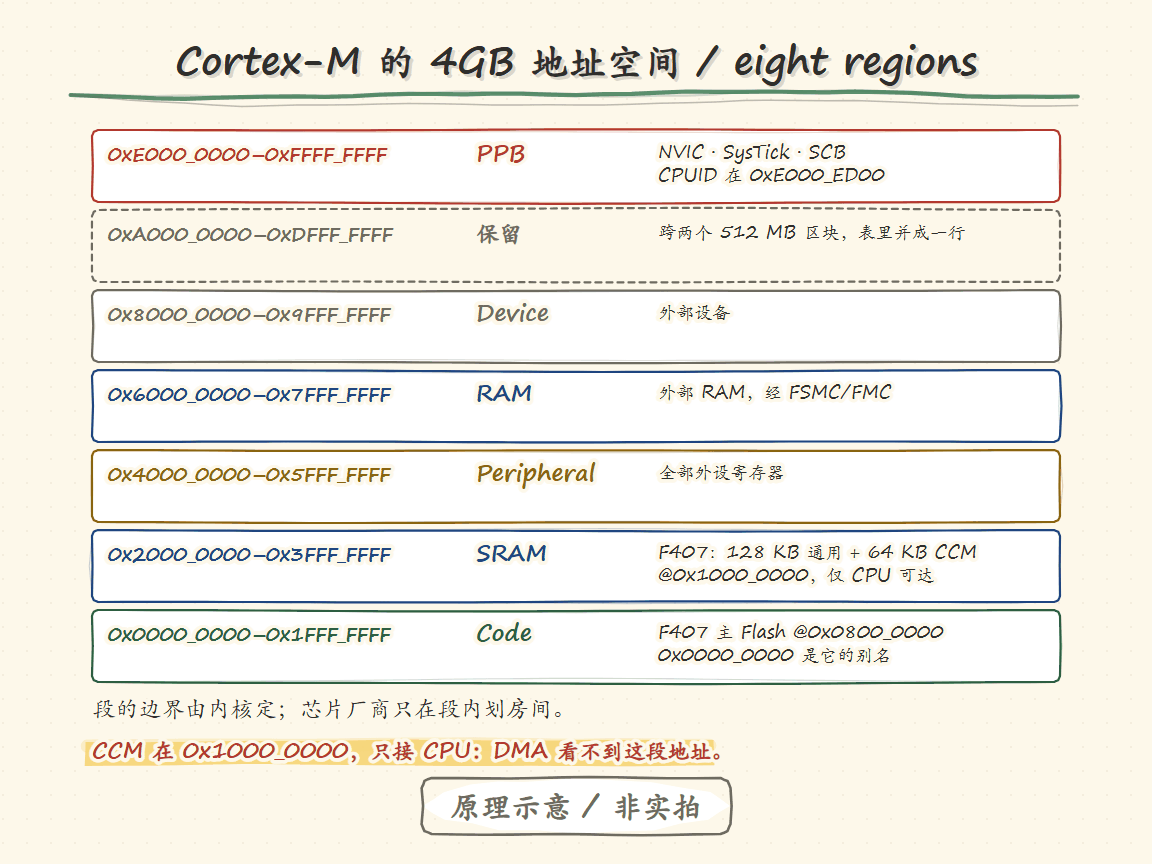 Cortex-M 的 4GB 地址空间 / eight regions
0xE000_0000–0xFFFF_FFFF PPB NVIC · SysTick · SCB
CPUID 在 0xE000_ED00
0xA000_0000–0xDFFF_FFFF 保留 跨两个 512 MB 区块，表里并成一行
0x8000_0000–0x9FFF_FFFF Device 外部设备
0x6000_0000–0x7FFF_FFFF RAM 外部 RAM，经 FSMC/FMC
0x4000_0000–0x5FFF_FFFF Peripheral 全部外设寄存器
0x2000_0000–0x3FFF_FFFF SRAM F407：128 KB 通用 + 64 KB CCM
@0x1000_0000，仅 CPU 可达
0x0000_0000–0x1FFF_FFFF Code F407 主 Flash @0x0800_0000
0x0000_0000 是它的别名
段的边界由内核定；芯片厂商只在段内划房间。
CCM 在 0x1000_0000，只接 CPU：DMA 看不到这段地址。
原理示意 / 非实拍